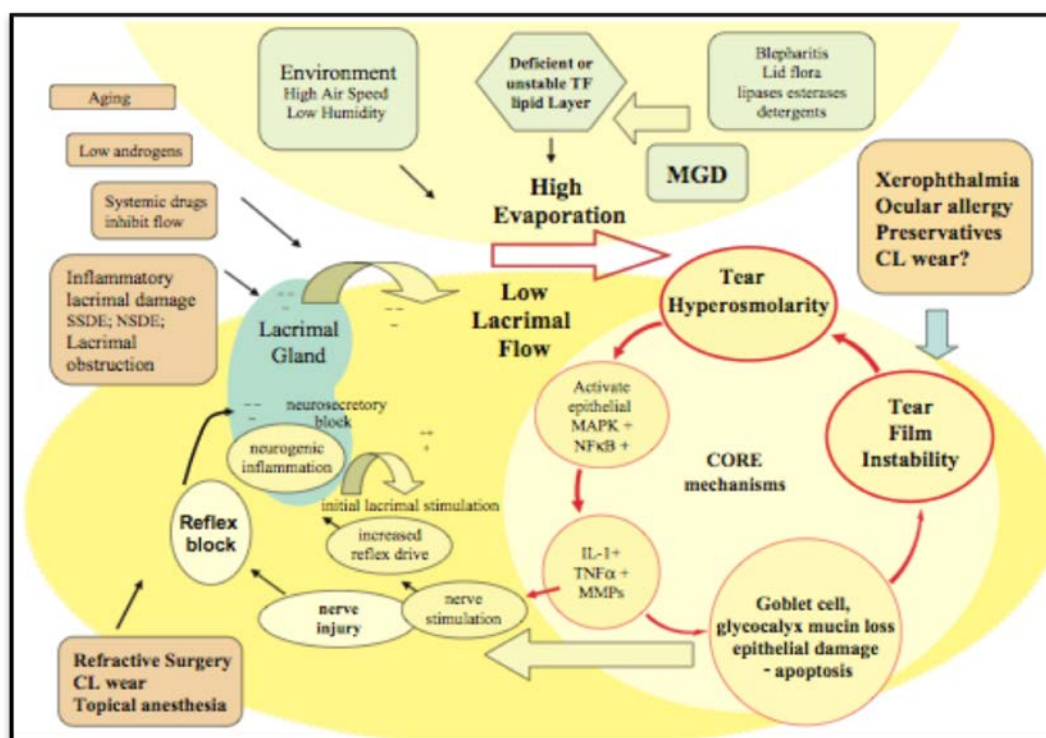 Aging
Low androgens
Systemic drugs
inhibit flow
Inflammatory
lacrimal damage
SSDE; NSDE;
Lacrimal
obstruction
Environment
High Air Speed
Low Humidity
Deficient or
unstable TF
lipid Layer
Blepharitis
Lid flora
lipases esterases
detergents
MGD
High
Evaporation
Xerophthalmia
Ocular allergy
Preservatives
CL wear?
Low
Lacrimal
Flow
Tear
Hyperosmolarity
Lacrimal
Gland
-- --
-
-- --
-
-- --
-
neurosecretory
block
neurogenic
inflammation
++
+
Activate
epithelial
MAPK +
NFκB +
CORE
mechanisms
Tear
Film
Instability
initial lacrimal stimulation
Reflex
block
increased
reflex drive
IL-1+
TNFα +
MMPs
nerve
injury
nerve
stimulation
Goblet cell,
glycocalyx mucin loss
epithelial damage
- apoptosis
Refractive Surgery
CL wear
Topical anesthesia